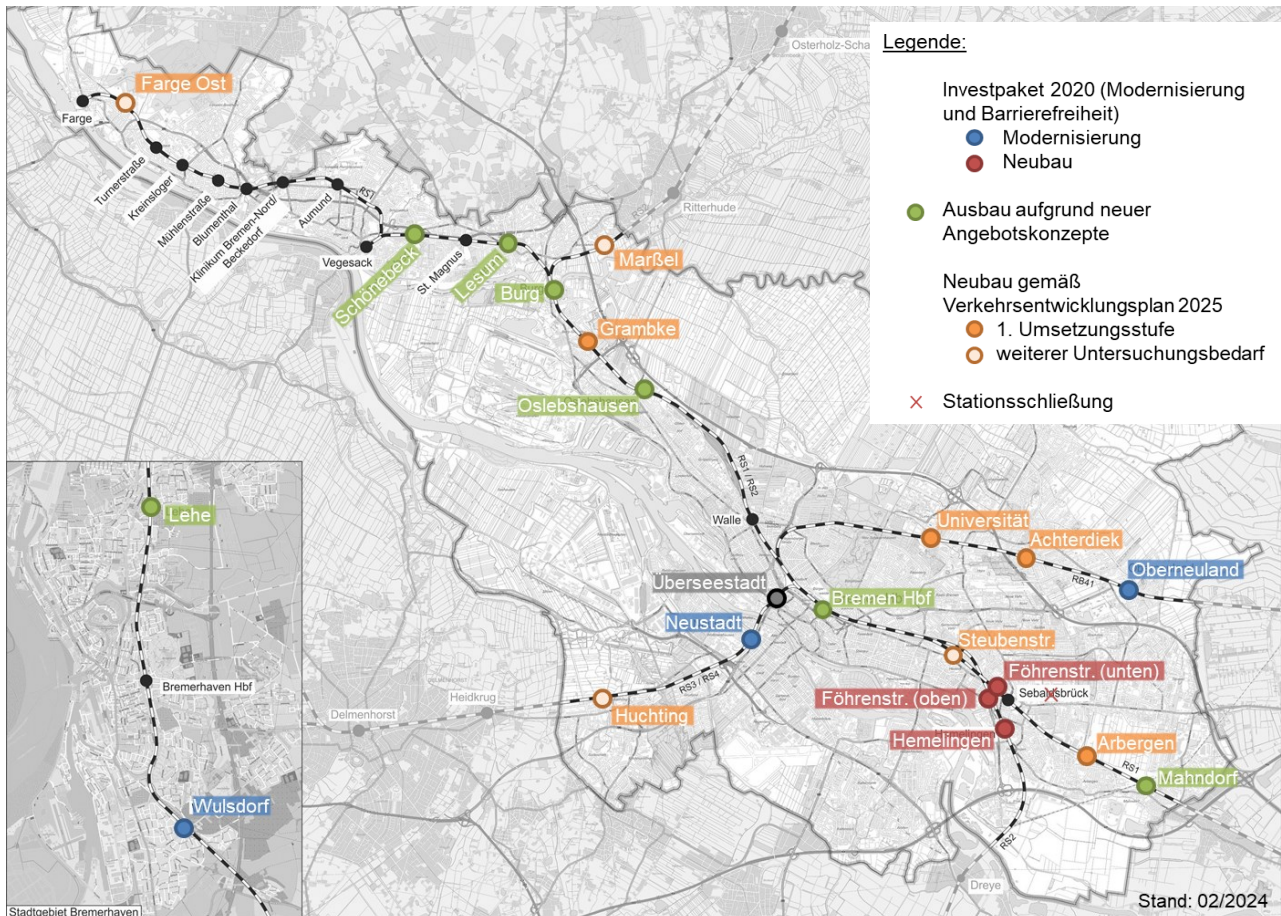 Osterholz-Scha
Legende:
Investpaket 2020 (Modernisierung
und Barrierefreiheit)
Modernisierung
Neubau
Ausbau aufgrund neuer
Angebotskonzepte
Neubau gemäß
Verkehrsentwicklungsplan 2025
1. Umsetzungsstufe
weiterer Untersuchungsbedarf
Stationsschließung
Farge Ost
Farge
Turnerstraße
Kreinsloger
Mühlenstraße
Blumenthal
Klinikum Bremen-Nord/
Beckedorf
Aumund
RS1
Vegesack
Schönebeck
St. Magnus
Lesum
Ritterhude
Marßel
Burg
Grambke
Oslebshausen
RS1 / RS2
Walle
Universität
Achterdiek
Oberneuland
RB41
Überseestadt
Bremen Hbf
Neustadt
Steubenstr.
RS3 / RS4
Föhrenstr. (unten)
Föhrenstr. (oben)
Sebaldsbrück
Heidkrug
Delmenhorst
Huchting
Hemelingen
Arbergen
RS1
Mahndorf
RS2
Dreye
Lehe
Bremerhaven Hbf
Wulsdorf
Stadtgebiet Bremerhaven
Stand: 02/2024